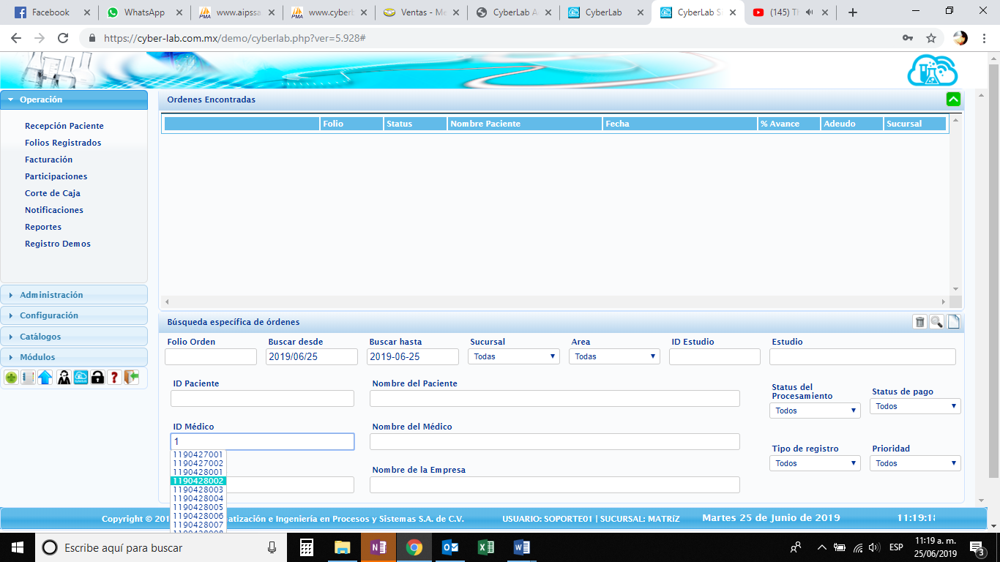 Facebook
WhatsApp
www.aipssa
www.cyberl
Ventas - Me
CyberLab A
CyberLab
CyberLab S
(145) Th
https://cyber-lab.com.mx/demo/cyberlab.php?ver=5.928#
Operación
Recepción Paciente
Folios Registrados
Facturación
Participaciones
Corte de Caja
Notificaciones
Reportes
Registro Demos
Administración
Configuración
Catálogos
Módulos
Ordenes Encontradas
Folio Status Nombre Paciente Fecha % Avance Adeudo Sucursal
Búsqueda específica de órdenes
Folio Orden Buscar desde Buscar hasta Sucursal Area ID Estudio Estudio
2019/06/25 2019-06-25 Todas Todas
ID Paciente Nombre del Paciente Status del Procesamiento Status de pago
Todos Todos
ID Médico Nombre del Médico
1
Tipo de registro Prioridad
Todos Todos
1190427001
1190427002
1190428001
1190428002
1190428003
1190428004
1190428005
1190428006
1190428007
Nombre de la Empresa
Copyright © 201 atización e Ingeniería en Procesos y Sistemas S.A. de C.V. USUARIO: SOPORTE01 | SUCURSAL: MATRíZ Martes 25 de Junio de 2019 11:19:1
Escribe aquí para buscar
ESP
11:19 a. m.
25/06/2019
3